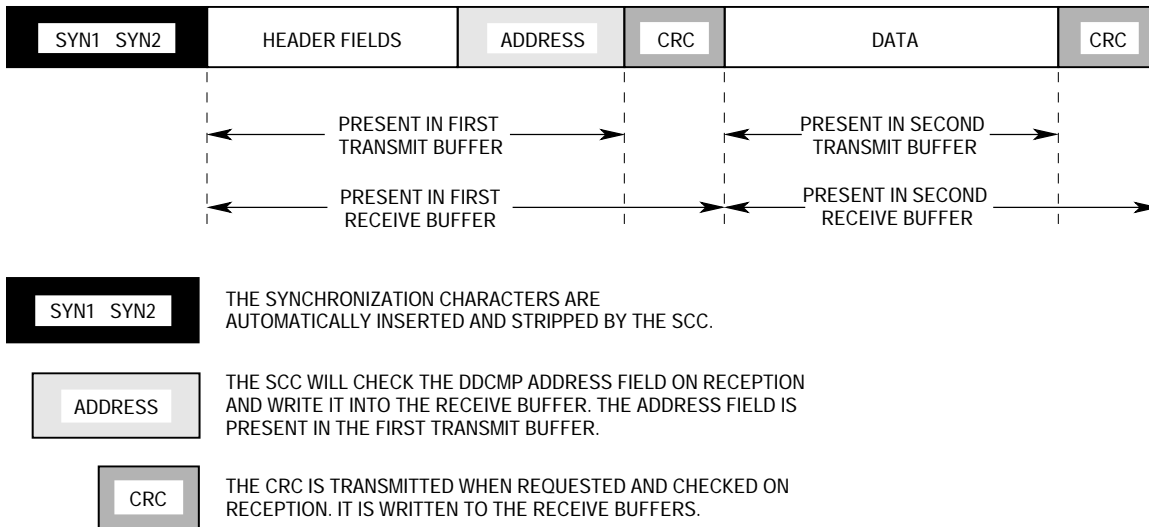 SYN1 SYN2 HEADER FIELDS ADDRESS CRC DATA CRC
PRESENT IN FIRST
TRANSMIT BUFFER
PRESENT IN SECOND
TRANSMIT BUFFER
PRESENT IN FIRST
RECEIVE BUFFER
PRESENT IN SECOND
RECEIVE BUFFER
SYN1 SYN2
THE SYNCHRONIZATION CHARACTERS ARE
AUTOMATICALLY INSERTED AND STRIPPED BY THE SCC.
ADDRESS
THE SCC WILL CHECK THE DDCMP ADDRESS FIELD ON RECEPTION
AND WRITE IT INTO THE RECEIVE BUFFER. THE ADDRESS FIELD IS
PRESENT IN THE FIRST TRANSMIT BUFFER.
CRC
THE CRC IS TRANSMITTED WHEN REQUESTED AND CHECKED ON
RECEPTION. IT IS WRITTEN TO THE RECEIVE BUFFERS.